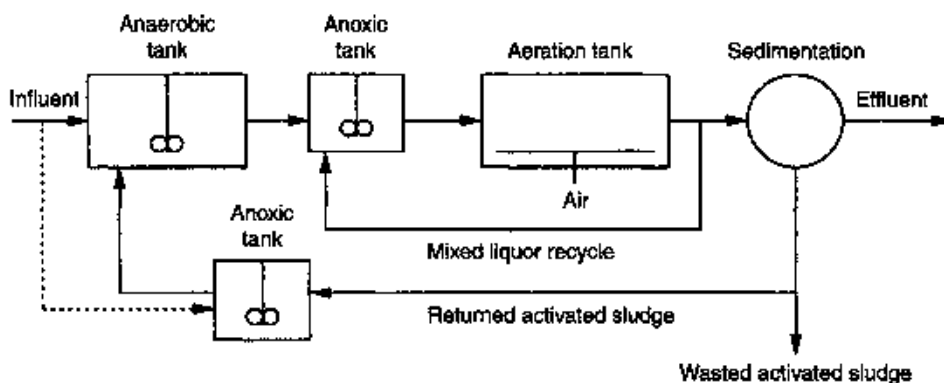 Anaerobic
tank
Anoxic
tank
Aeration tank
Sedimentation
Influent
Effluent
Air
Anoxic
tank
Mixed liquor recycle
Returned activated sludge
Wasted activated sludge